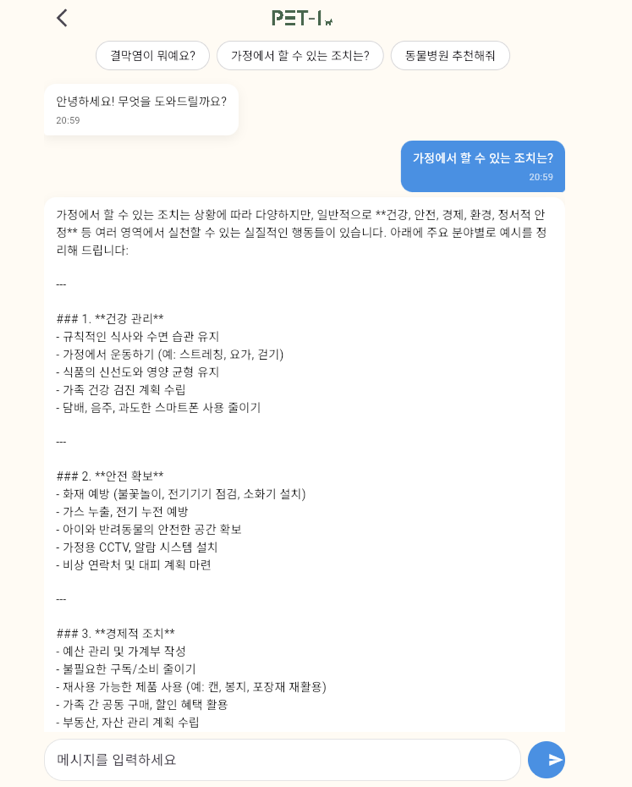 PET-I
결막염이 뭐예요?
가정에서 할 수 있는 조치는?
동물병원 추천해줘
안녕하세요! 무엇을 도와드릴까요?
20:59
가정에서 할 수 있는 조치는?
20:59
가정에서 할 수 있는 조치는 상황에 따라 다양하지만, 일반적으로 **건강, 안전, 경제, 환경, 정서적 안
정** 등 여러 영역에서 실천할 수 있는 실질적인 행동들이 있습니다. 아래에 주요 분야별로 예시를 정
리해 드립니다:
---
### 1. **건강 관리**
- 규칙적인 식사와 수면 습관 유지
- 가정에서 운동하기 (예: 스트레칭, 요가, 걷기)
- 식품의 신선도와 영양 균형 유지
- 가족 건강 검진 계획 수립
- 담배, 음주, 과도한 스마트폰 사용 줄이기
---
### 2. **안전 확보**
- 화재 예방 (불꽃놀이, 전기기기 점검, 소화기 설치)
- 가스 누출, 전기 누전 예방
- 아이와 반려동물의 안전한 공간 확보
- 가정용 CCTV, 알람 시스템 설치
- 비상 연락처 및 대피 계획 마련
---
### 3. **경제적 조치**
- 예산 관리 및 가계부 작성
- 불필요한 구독/소비 줄이기
- 재사용 가능한 제품 사용 (예: 캔, 봉지, 포장재 재활용)
- 가족 간 공동 구매, 할인 혜택 활용
- 부동산, 자산 관리 계획 수립
메시지를 입력하세요